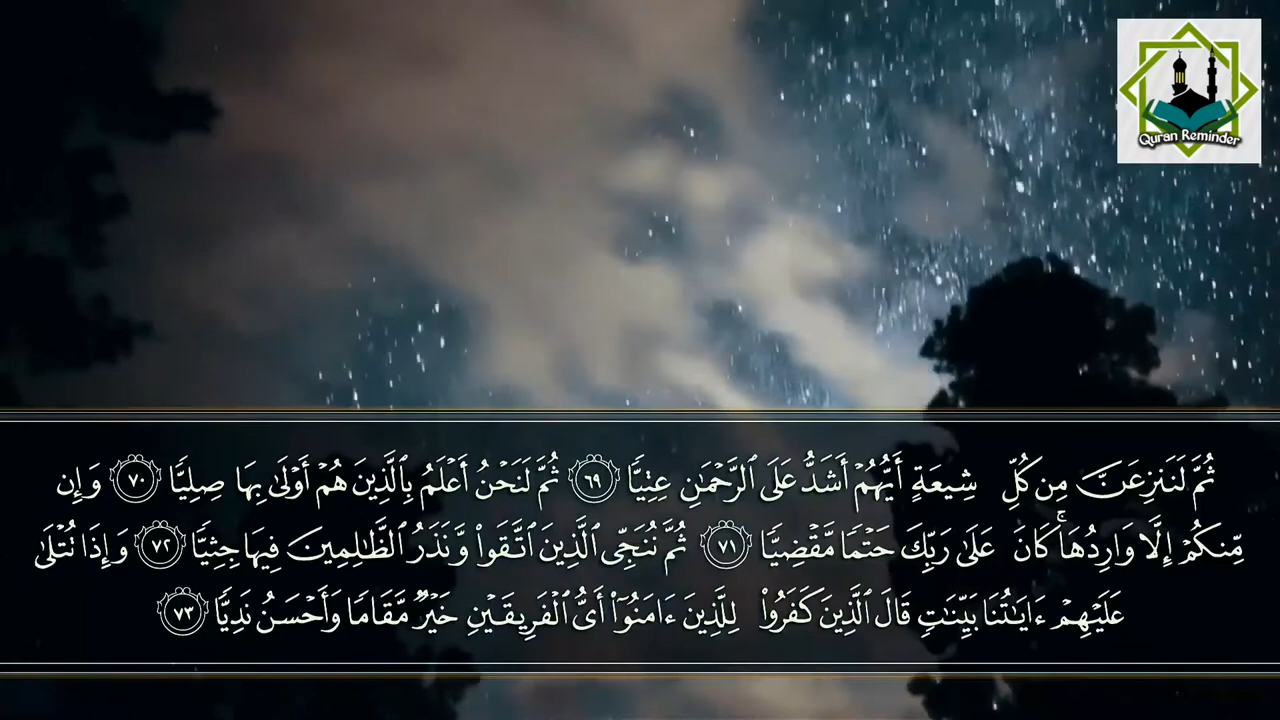 Quran Reminder
ثُمَّ لَنَنزِعَنَّ مِن كُلِّ شِيعَةٍ أَيُّهُمْ أَشَدُّ عَلَى ٱلرَّحْمَٰنِ عِتِيًّا ٦٩ ثُمَّ لَنَحْنُ أَعْلَمُ بِٱلَّذِينَ هُمْ أَوْلَىٰ بِهَا صِلِيًّا ٧٠ وَإِن
مِّنكُمْ إِلَّا وَارِدُهَا ۚ كَانَ عَلَىٰ رَبِّكَ حَتْمًا مَّقْضِيًّا ٧١ ثُمَّ نُنَجِّى ٱلَّذِينَ ٱتَّقَوا۟ وَّنَذَرُ ٱلظَّٰلِمِينَ فِيهَا جِثِيًّا ٧٢ وَإِذَا تُتْلَىٰ
عَلَيْهِمْ ءَايَٰتُنَا بَيِّنَٰتٍ قَالَ ٱلَّذِينَ كَفَرُوا۟ لِلَّذِينَ ءَامَنُوٓا۟ أَىُّ ٱلْفَرِيقَيْنِ خَيْرٌ مَّقَامًا وَأَحْسَنُ نَدِيًّا ٧٣